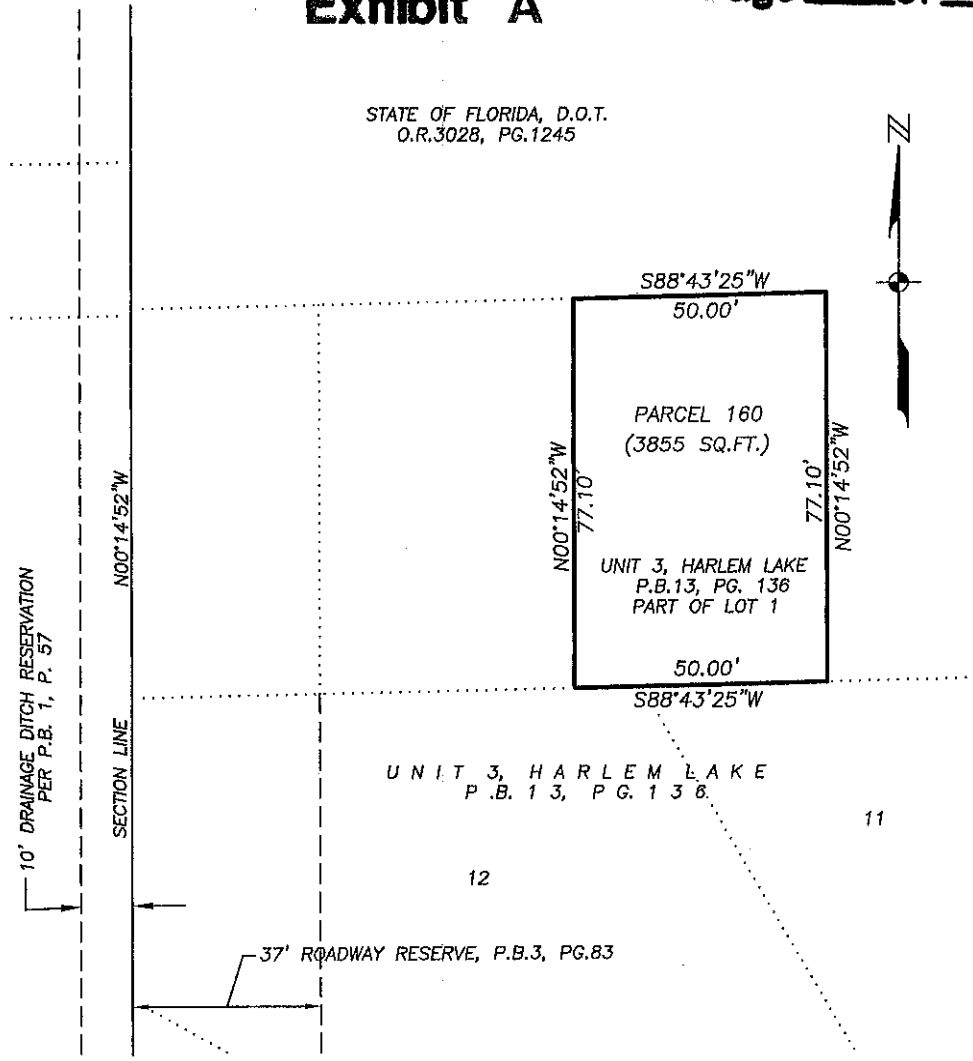 Exhibit A
STATE OF FLORIDA, D.O.T.
O.R.3028, PG.1245
N
S88°43'25"W
50.00'
PARCEL 160
(3855 SQ.FT.)
N00°14'52"W
77.10'
77.10'
N00°14'52"W
UNIT 3, HARLEM LAKE
P.B.13, PG. 136
PART OF LOT 1
50.00'
S88°43'25"W
N00°14'52"W
SECTION LINE
10' DRAINAGE DITCH RESERVATION
PER P.B. 1, P. 57
UNIT 3, HARLEM LAKE
P.B. 13, PG. 136
11
12
37' ROADWAY RESERVE, P.B.3, PG.83